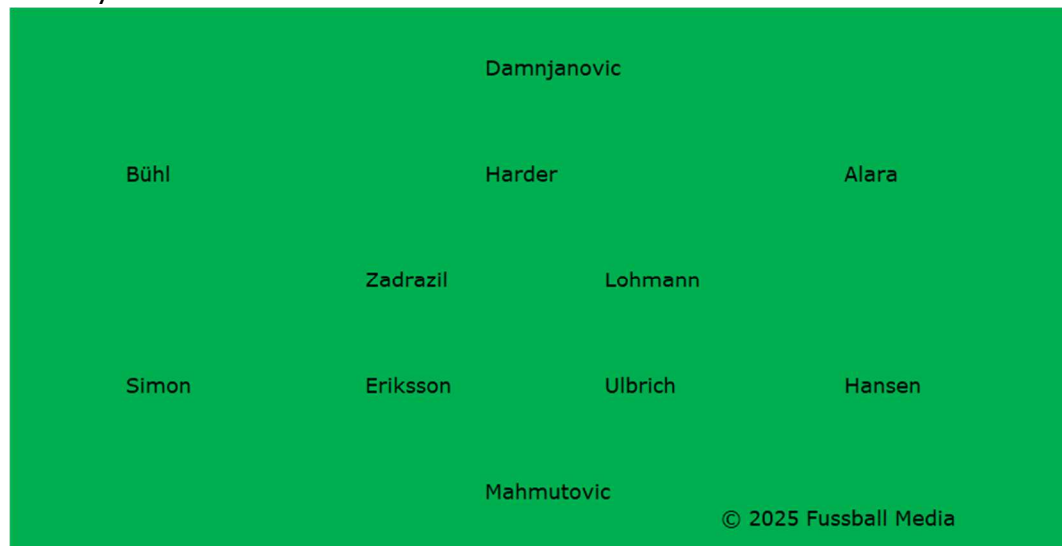 Damnjanovic
Bühl Harder Alara
Zadrazil Lohmann
Simon Eriksson Ulbrich Hansen
Mahmutovic
© 2025 Fussball Media